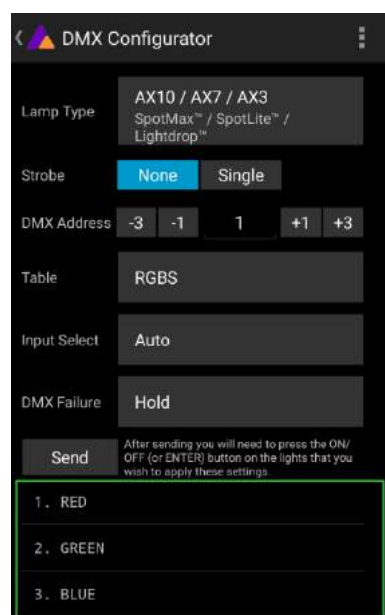 DMX Configurator
Lamp Type
AX10 / AX7 / AX3
SpotMax™ / SpotLite™ /
Lightdrop™
Strobe None Single
DMX Address -3 -1 1 +1 +3
Table RGBS
Input Select Auto
DMX Failure Hold
Send
After sending you will need to press the ON/
OFF (or ENTER) button on the lights that you
wish to apply these settings.
1. RED
2. GREEN
3. BLUE